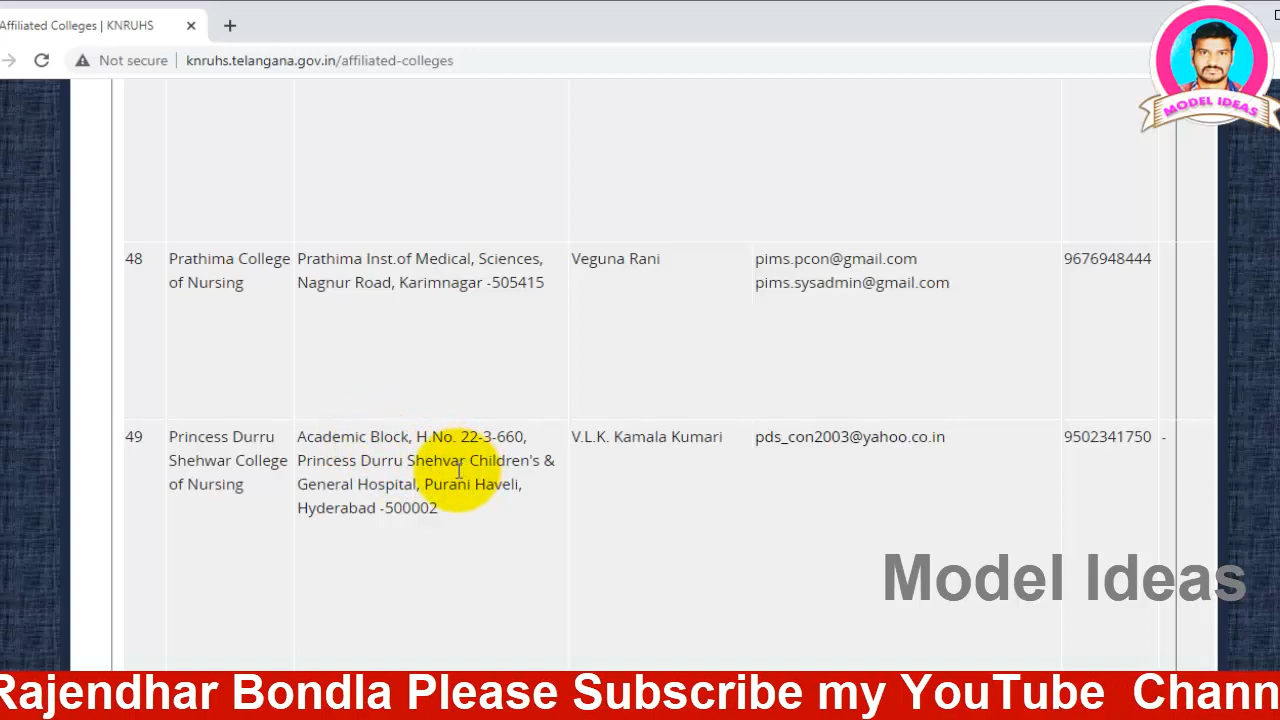 Affiliated Colleges | KNRUHS
Not secure knruhs.telangana.gov.in/affiliated-colleges
MODEL IDEAS
48 Prathima College Prathima Inst.of Medical, Sciences, Veguna Rani pims.pcon@gmail.com 9676948444
of Nursing Nagnur Road, Karimnagar -505415 pims.sysadmin@gmail.com
49 Princess Durru Academic Block, H.No. 22-3-660, V.L.K. Kamala Kumari pds_con2003@yahoo.co.in 9502341750 -
Shehwar College Princess Durru Shehvar Children's &
of Nursing General Hospital, Purani Haveli,
Hyderabad -500002
Model Ideas
Rajendhar Bondla Please Subscribe my YouTube Chann